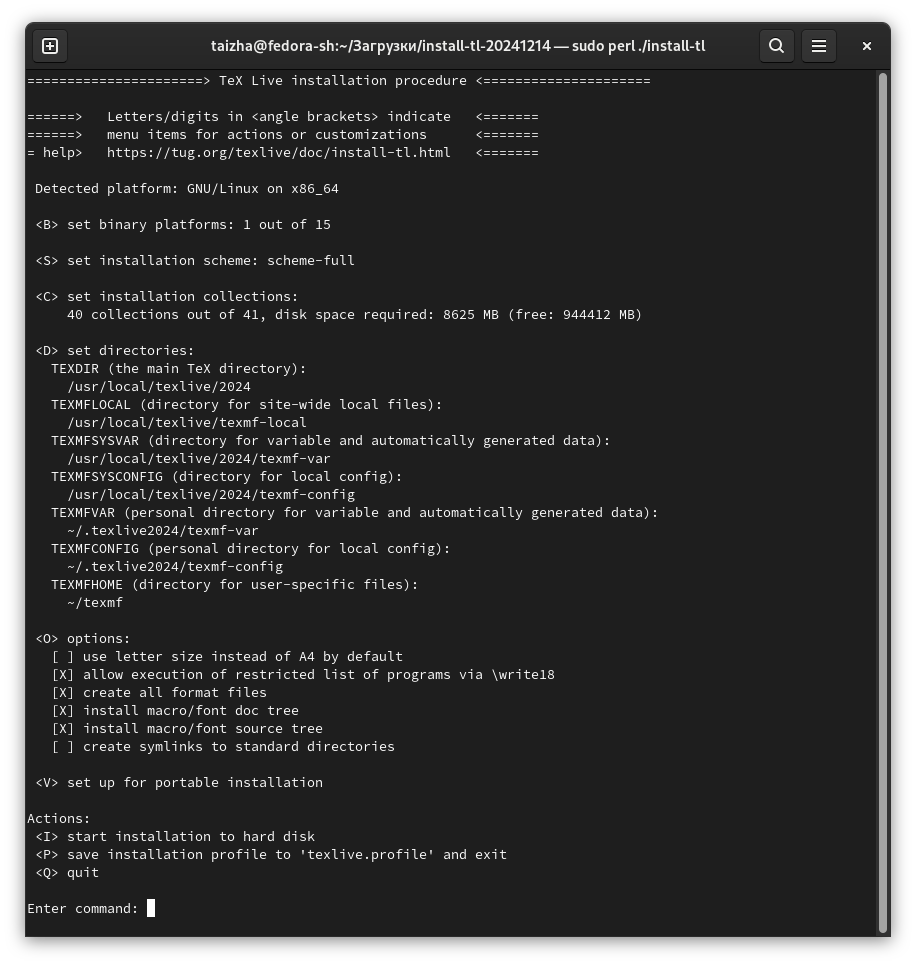 taizha@fedora-sh:~/Загрузки/install-tl-20241214 — sudo perl ./install-tl
======================> TeX Live installation procedure <=====================
======>   Letters/digits in <angle brackets> indicate   <=======
======>   menu items for actions or customizations      <=======
= help>   https://tug.org/texlive/doc/install-tl.html   <=======
 Detected platform: GNU/Linux on x86_64
 <B> set binary platforms: 1 out of 15
 <S> set installation scheme: scheme-full
 <C> set installation collections:
     40 collections out of 41, disk space required: 8625 MB (free: 944412 MB)
 <D> set directories:
   TEXDIR (the main TeX directory):
     /usr/local/texlive/2024
   TEXMFLOCAL (directory for site-wide local files):
     /usr/local/texlive/texmf-local
   TEXMFSYSVAR (directory for variable and automatically generated data):
     /usr/local/texlive/2024/texmf-var
   TEXMFSYSCONFIG (directory for local config):
     /usr/local/texlive/2024/texmf-config
   TEXMFVAR (personal directory for variable and automatically generated data):
     ~/.texlive2024/texmf-var
   TEXMFCONFIG (personal directory for local config):
     ~/.texlive2024/texmf-config
   TEXMFHOME (directory for user-specific files):
     ~/texmf
 <O> options:
   [ ] use letter size instead of A4 by default
   [X] allow execution of restricted list of programs via \write18
   [X] create all format files
   [X] install macro/font doc tree
   [X] install macro/font source tree
   [ ] create symlinks to standard directories
 <V> set up for portable installation
Actions:
 <I> start installation to hard disk
 <P> save installation profile to 'texlive.profile' and exit
 <Q> quit
Enter command: